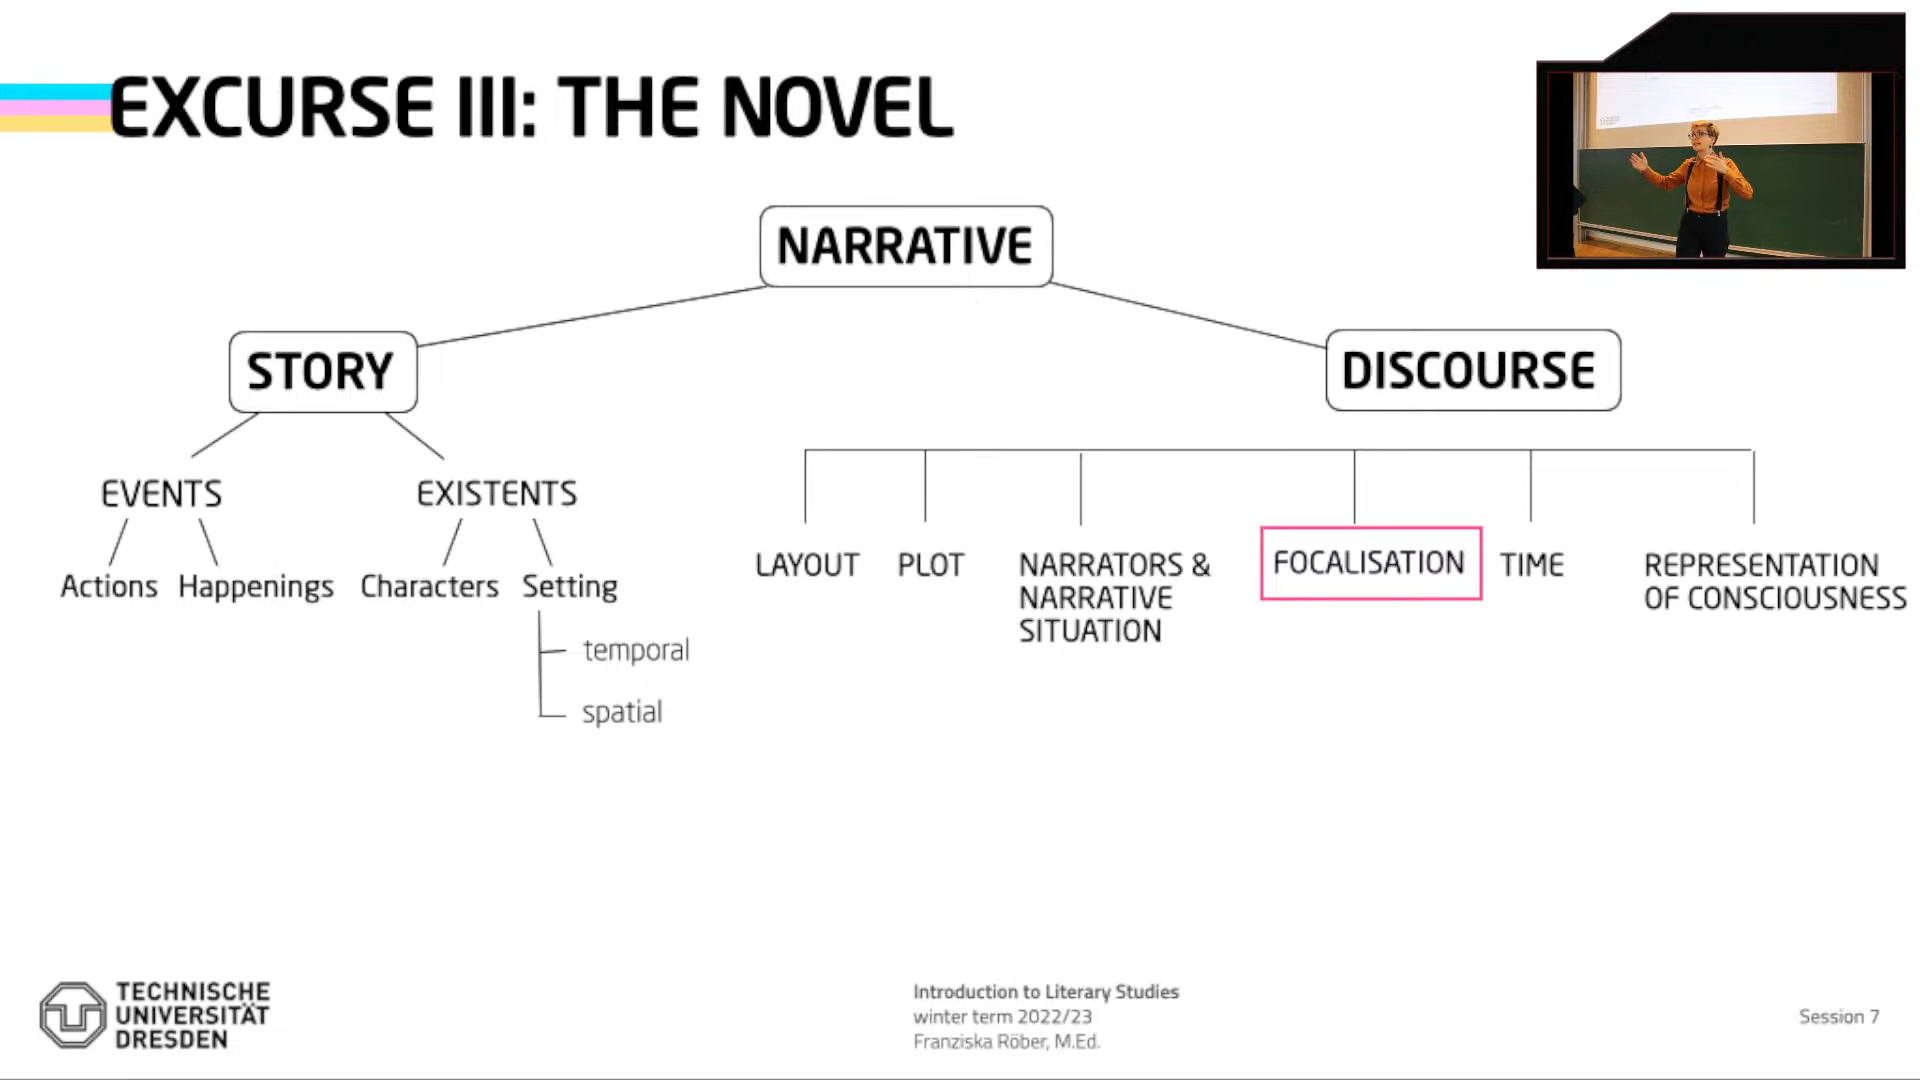 EXCURSE III: THE NOVEL
NARRATIVE
STORY
DISCOURSE
EVENTS
EXISTENTS
Actions
Happenings
Characters
Setting
temporal
spatial
LAYOUT
PLOT
NARRATORS &
NARRATIVE
SITUATION
FOCALISATION
TIME
REPRESENTATION
OF CONSCIOUSNESS
TECHNISCHE
UNIVERSITÄT
DRESDEN
Introduction to Literary Studies
winter term 2022/23
Franziska Röber, M.Ed.
Session 7